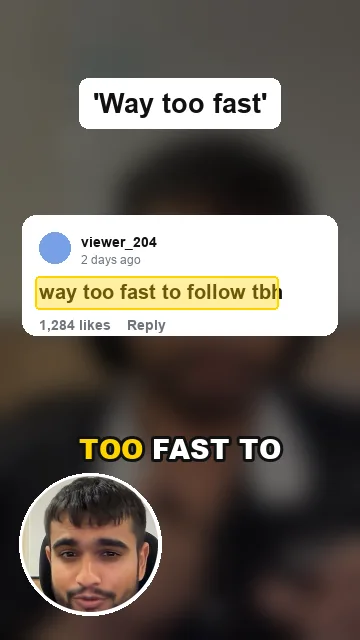 'Way too fast'
viewer_204
2 days ago
way too fast to follow tbh
1,284 likes Reply
TOO FAST TO